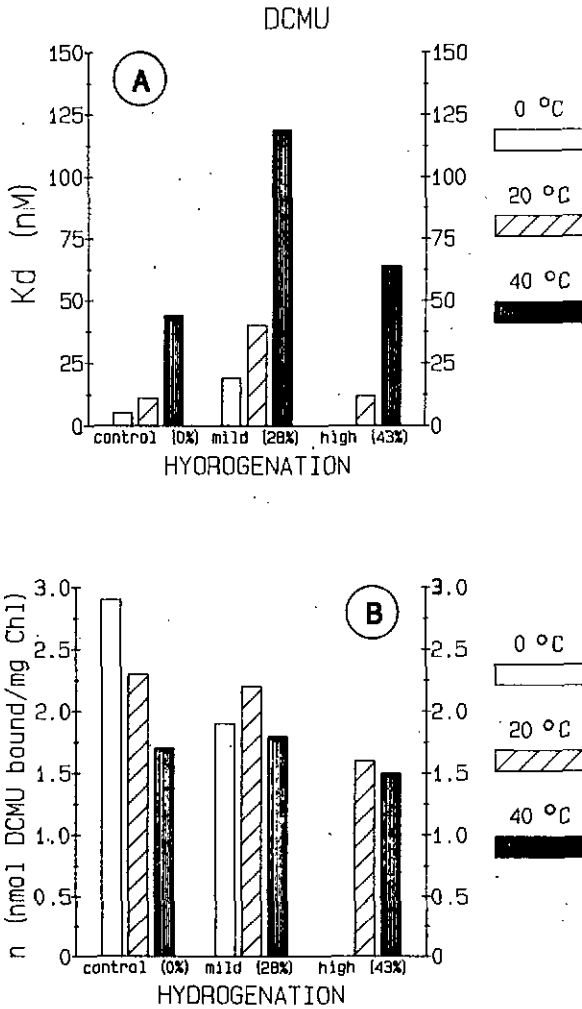 DCMU
A
150 150
125 125
100 100
75 75
50 50
25 25
0 0
Kd (nM)
control (0%) mild (28%) high (43%)
HYDROGENATION
0 °C
20 °C
40 °C
B
3.0 3.0
2.5 2.5
2.0 2.0
1.5 1.5
1.0 1.0
0.5 0.5
0 0
n (nmol DCMU bound/mg Chl)
control (0%) mild (28%) high (43%)
HYDROGENATION
0 °C
20 °C
40 °C